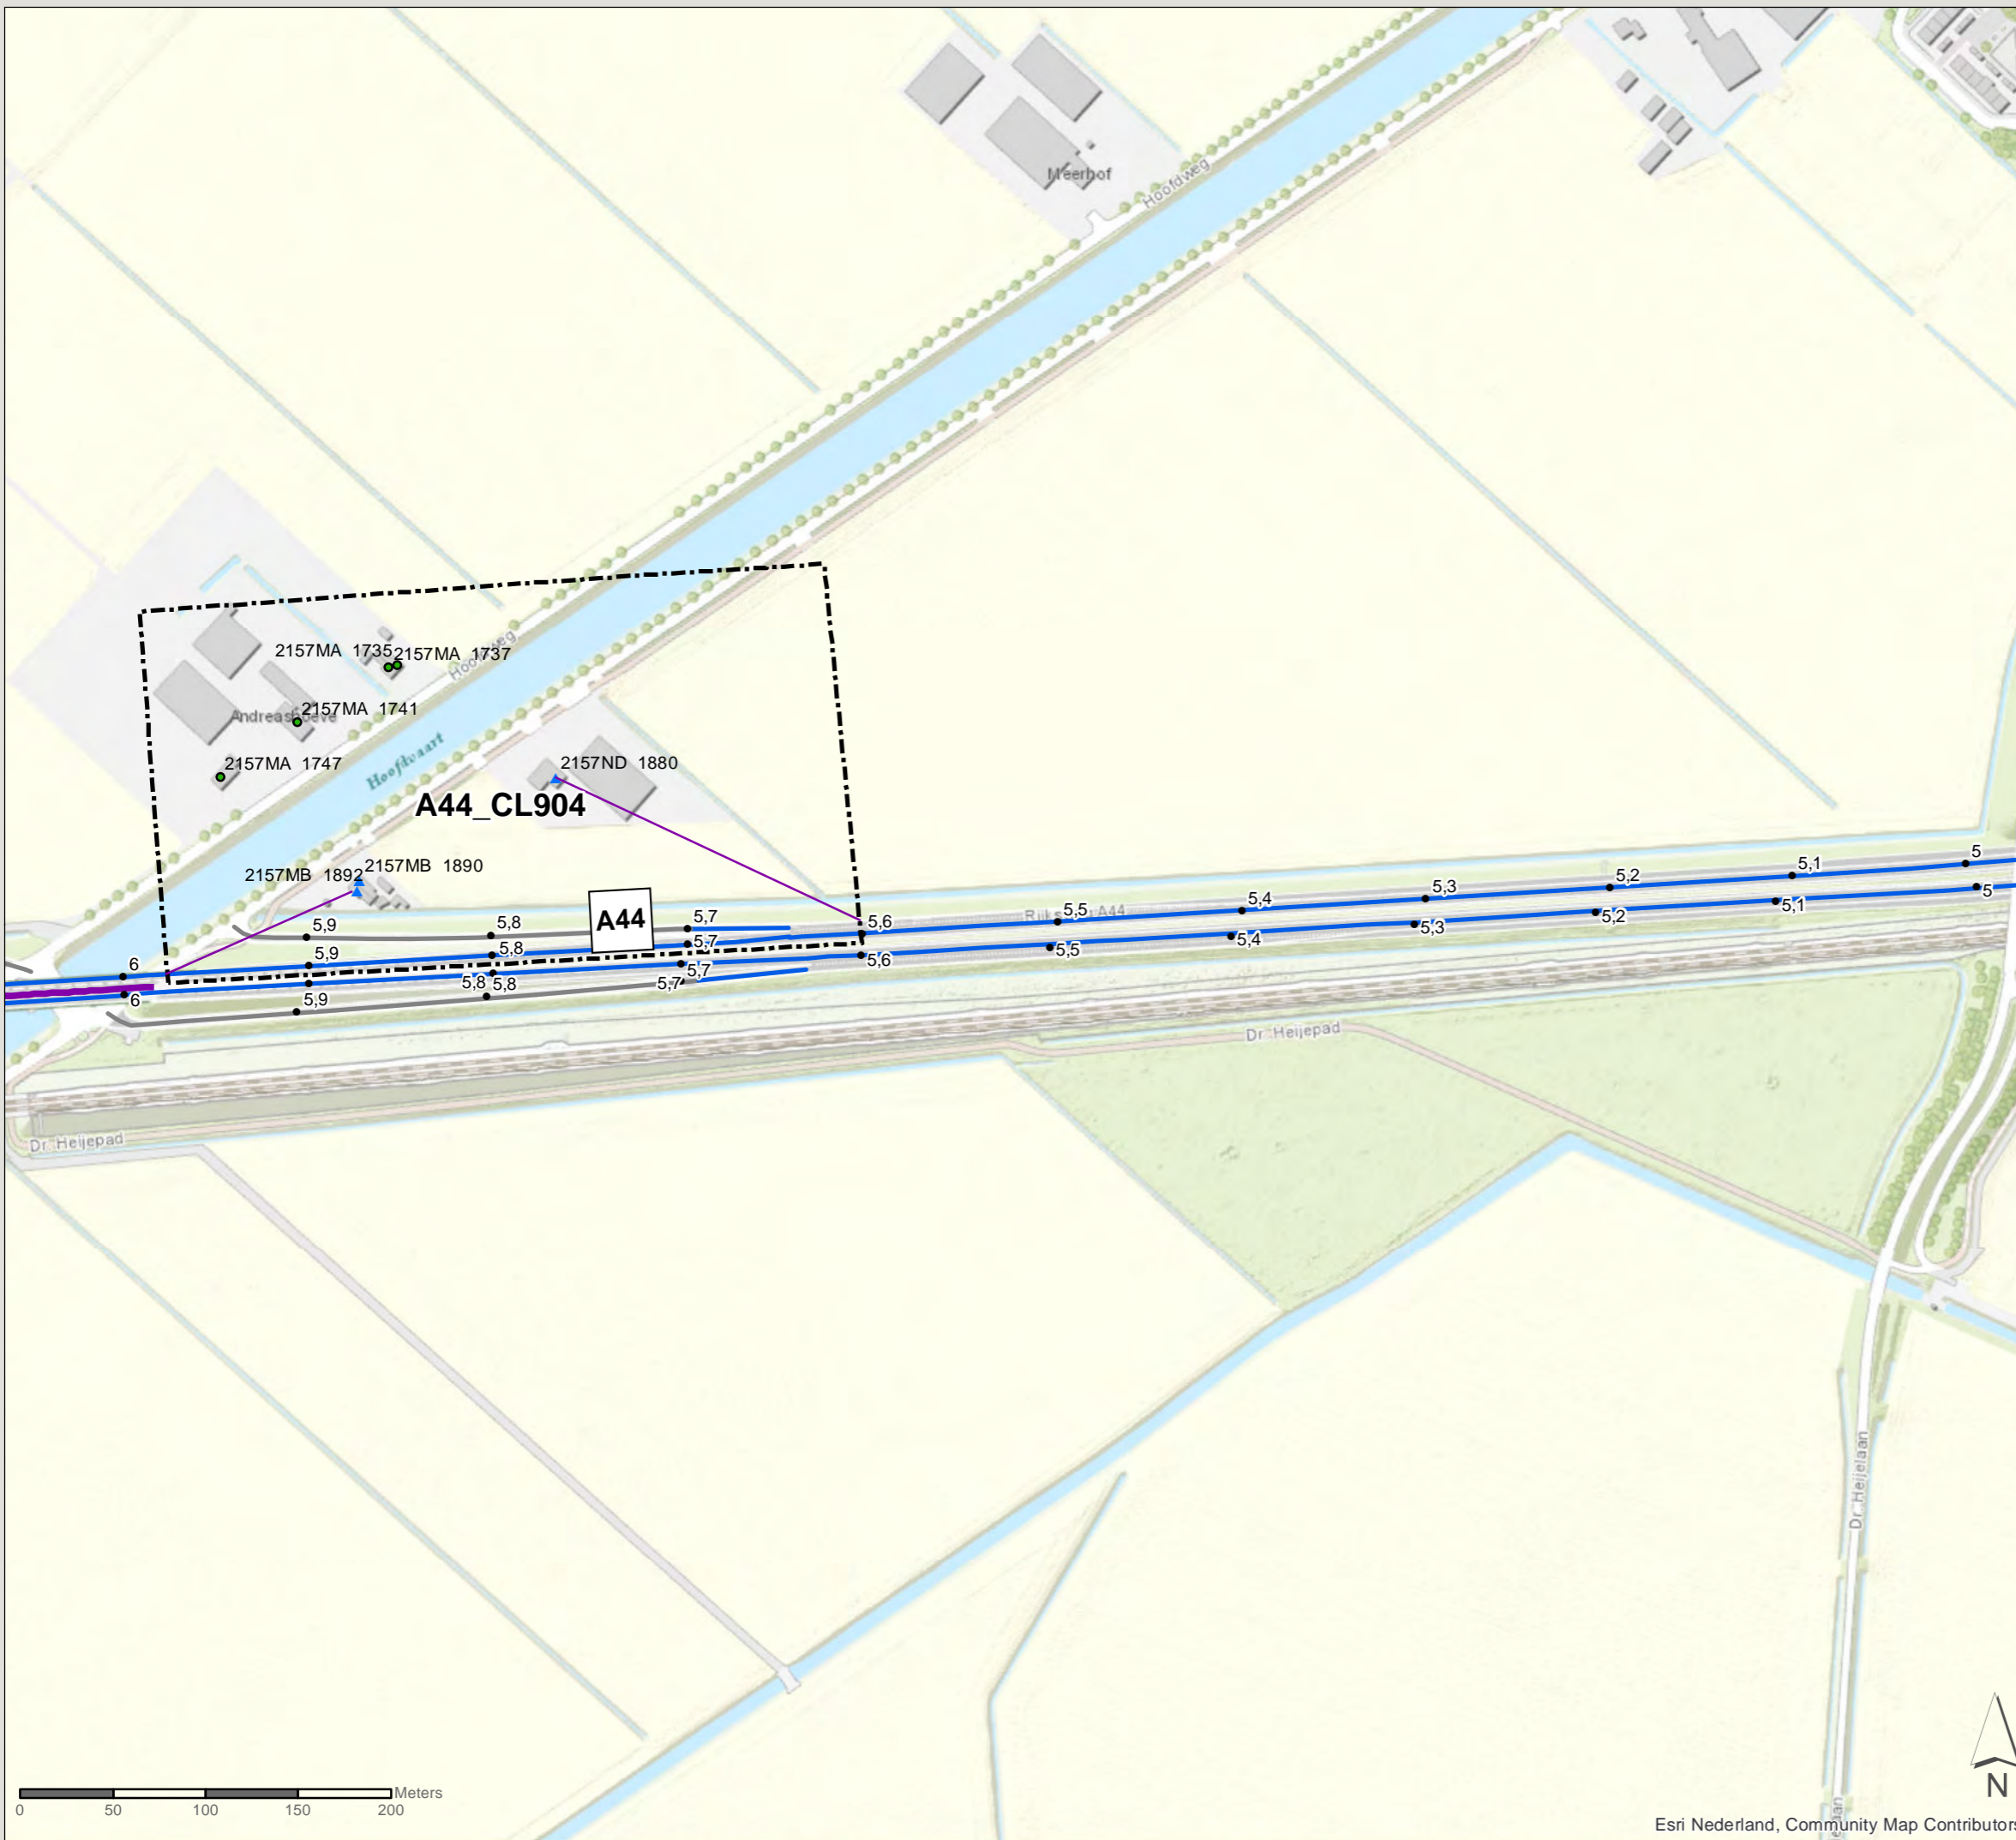 Meerhof
Hoofdweg
Hoofdweg
2157MA 1735
2157MA 1737
2157MA 1741
Andreashoeve
2157MA 1747
Hoofdvaart
2157ND 1880
A44_CL904
2157MB 1892
2157MB 1890
A44
Rijksweg A44
5,9
5,8
5,7
5,6
5,5
5,4
5,3
5,2
5,1
5
6
5,9
5,8
5,7
5,6
5,5
5,4
5,3
5,2
5,1
5
6
5,9
5,8
5,8
5,7
5,7
Dr. Heijepad
Dr. Heijepad
Dr. Heijelaan
Meters
0 50 100 150 200
N
Esri Nederland, Community Map Contributors